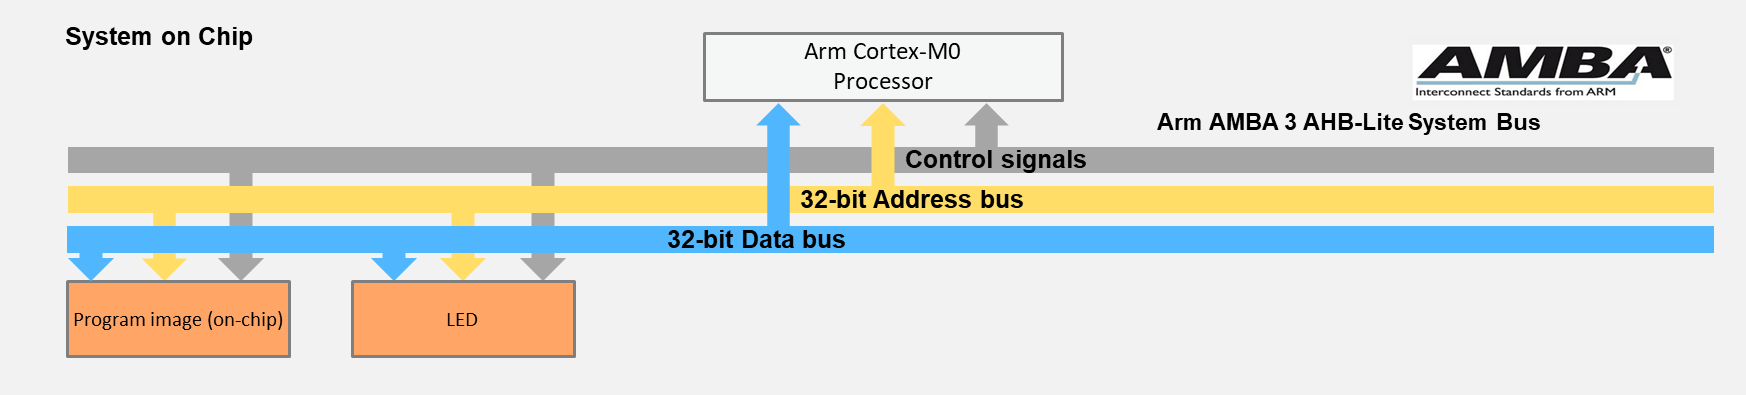 System on Chip
Arm Cortex-M0
Processor
AMBA®
Interconnect Standards from ARM
Arm AMBA 3 AHB-Lite System Bus
Control signals
32-bit Address bus
32-bit Data bus
Program image (on-chip)
LED